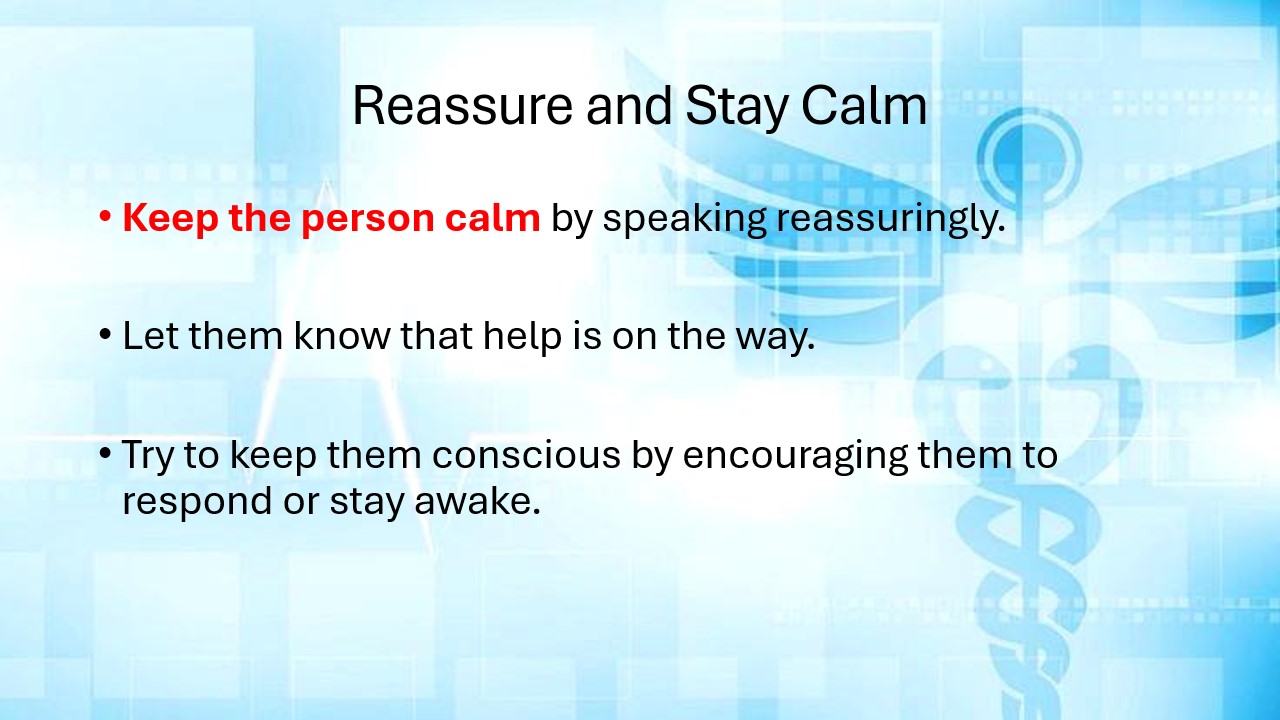 Reassure and Stay Calm
• Keep the person calm by speaking reassuringly.
• Let them know that help is on the way.
• Try to keep them conscious by encouraging them to
respond or stay awake.